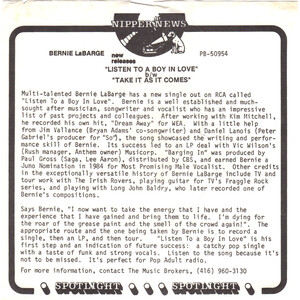 NIPPER NEWS
new releases
BERNIE LaBARGE
PB-50954
"LISTEN TO A BOY IN LOVE"
b/w
"TAKE IT AS IT COMES"
Multi-talented Bernie LaBarge has a new single out on RCA called
"Listen To a Boy in Love". Bernie is a well established and much-
sought after musician, songwriter and vocalist who has an impressive
list of past projects and colleagues. After working with Kim Mitchell,
he recorded his own hit, "Dream Away" for WEA. With a little help
from Jim Vallance (Bryan Adams' co-songwriter) and Daniel Lanois (Peter
Gabriel's producer for "So"), the song showcased the writing and perform-
ance skill of Bernie. Its success led to an LP deal with Vic Wilson's
(Rush manager, Anthem owner) Musicorp. "Barging In" was produced by
Paul Gross (Saga, Lee Aaron), distributed by CBS, and earned Bernie a
Juno Nomination in 1984 for Most Promising Male Vocalist. Other credits
in the exceptionally versatile history of Bernie LaBarge include TV and
tour work with The Irish Rovers, playing guitar for TV's Fraggle Rock
series, and playing with Long John Baldry, who later recorded one of
Bernie's compositions.
Says Bernie, "I now want to take the energy that I have and the
experience that I have gained and bring them to life. I'm dying for
the roar of the grease paint and the smell of the crowd again!". The
appropriate route and the one being taken by Bernie is to record a
single, then an LP, and then tour. "Listen To a Boy in Love" is his
first step and an indication of future success: a catchy pop single
with a taste of funk and strong vocals. Listen to the song because it's
not to be missed. It's perfect for Pop Adult radio.
For more information, contact The Music Brokers, (416) 960-3130
SPOTLIGHT
SPOTLIGHT